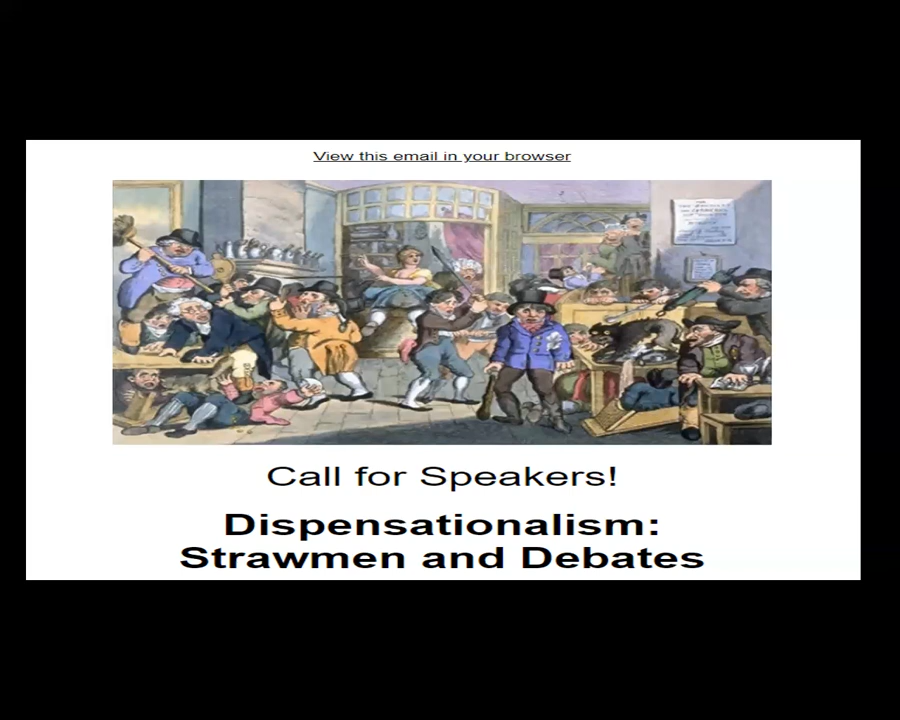 View this email in your browser
Call for Speakers!
Dispensationalism:
Strawmen and Debates